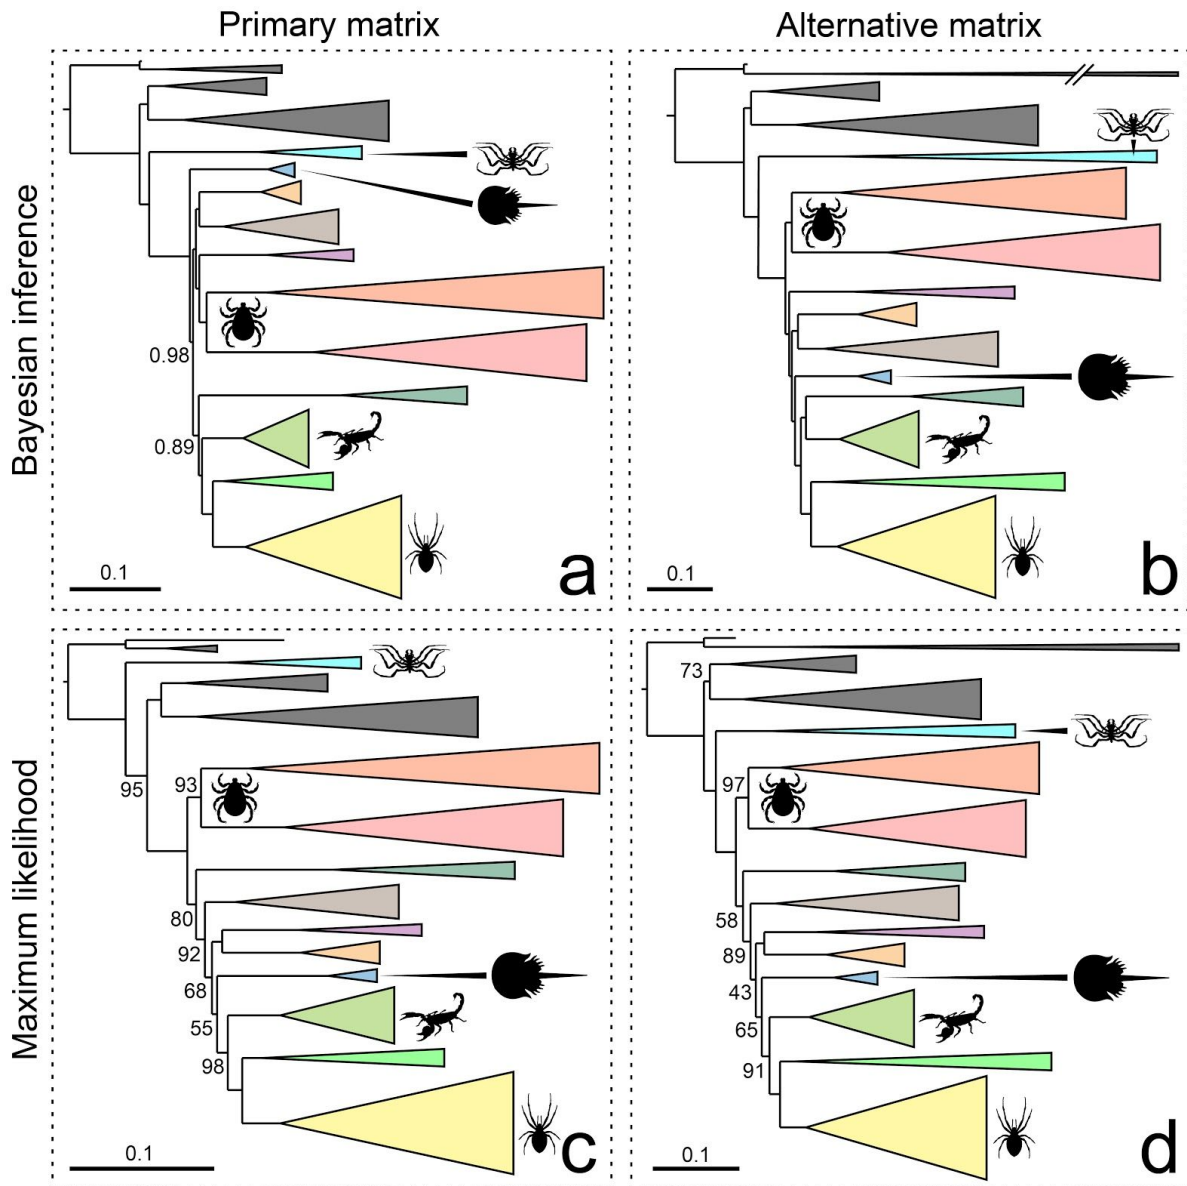 Primary matrix
Alternative matrix
Bayesian inference
0.98
0.89
0.1
a
0.1
b
Maximum likelihood
95
93
80
92
68
55
98
0.1
c
73
97
58
89
43
65
91
0.1
d